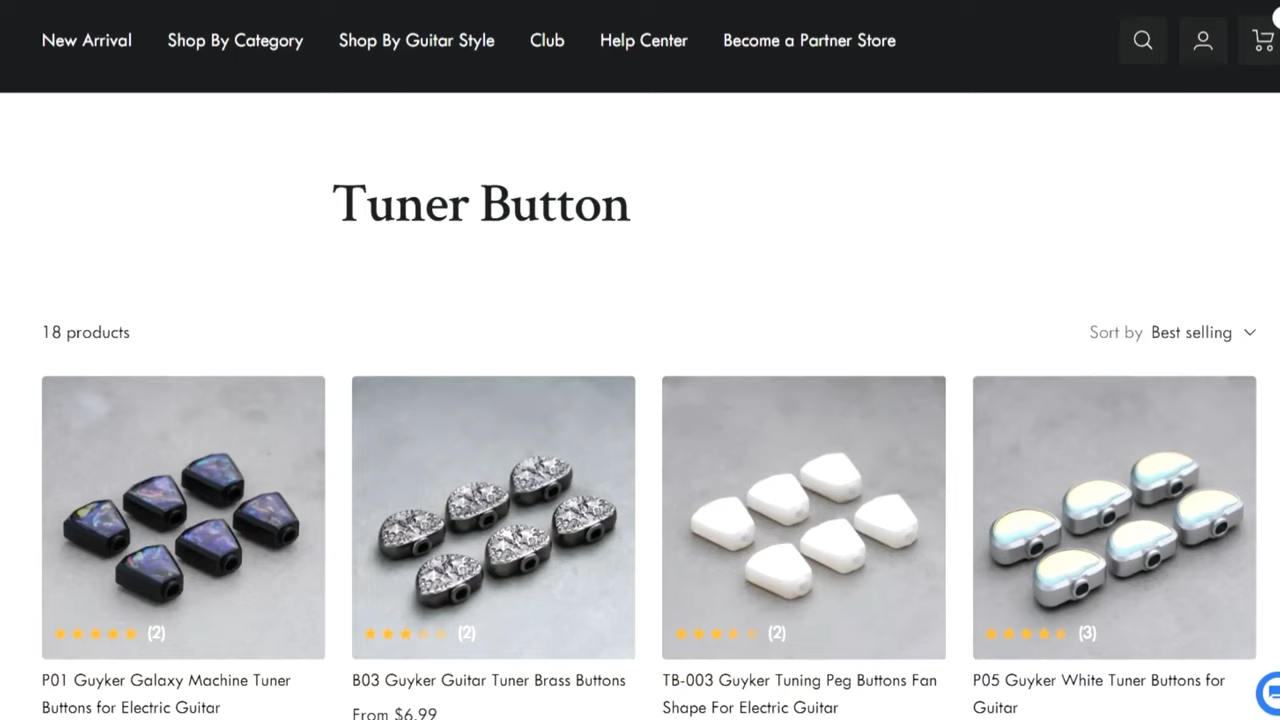 New Arrival Shop By Category Shop By Guitar Style Club Help Center Become a Partner Store
Tuner Button
18 products
Sort by Best selling
(2) (2) (2) (3)
P01 Guyker Galaxy Machine Tuner
Buttons for Electric Guitar
B03 Guyker Guitar Tuner Brass Buttons
From $6.99
TB-003 Guyker Tuning Peg Buttons Fan
Shape For Electric Guitar
P05 Guyker White Tuner Buttons for
Guitar